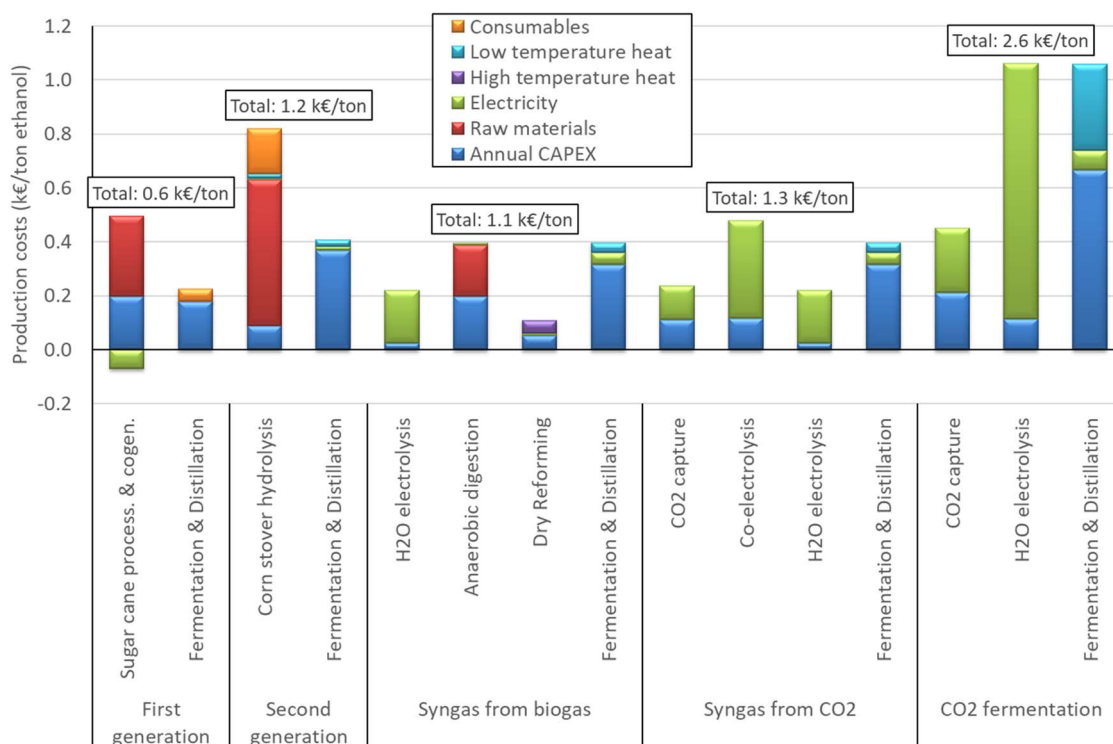 Production costs (k€/ton ethanol)
1.2
1.0
0.8
0.6
0.4
0.2
0.0
-0.2
Consumables
Low temperature heat
High temperature heat
Electricity
Raw materials
Annual CAPEX
Total: 0.6 k€/ton
Total: 1.2 k€/ton
Total: 1.1 k€/ton
Total: 1.3 k€/ton
Total: 2.6 k€/ton
Sugar cane process. & cogen.
Fermentation & Distillation
Corn stover hydrolysis
Fermentation & Distillation
H2O electrolysis
Anaerobic digestion
Dry Reforming
Fermentation & Distillation
CO2 capture
Co-electrolysis
H2O electrolysis
Fermentation & Distillation
CO2 capture
H2O electrolysis
Fermentation & Distillation
First
generation
Second
generation
Syngas from biogas
Syngas from CO2
CO2 fermentation